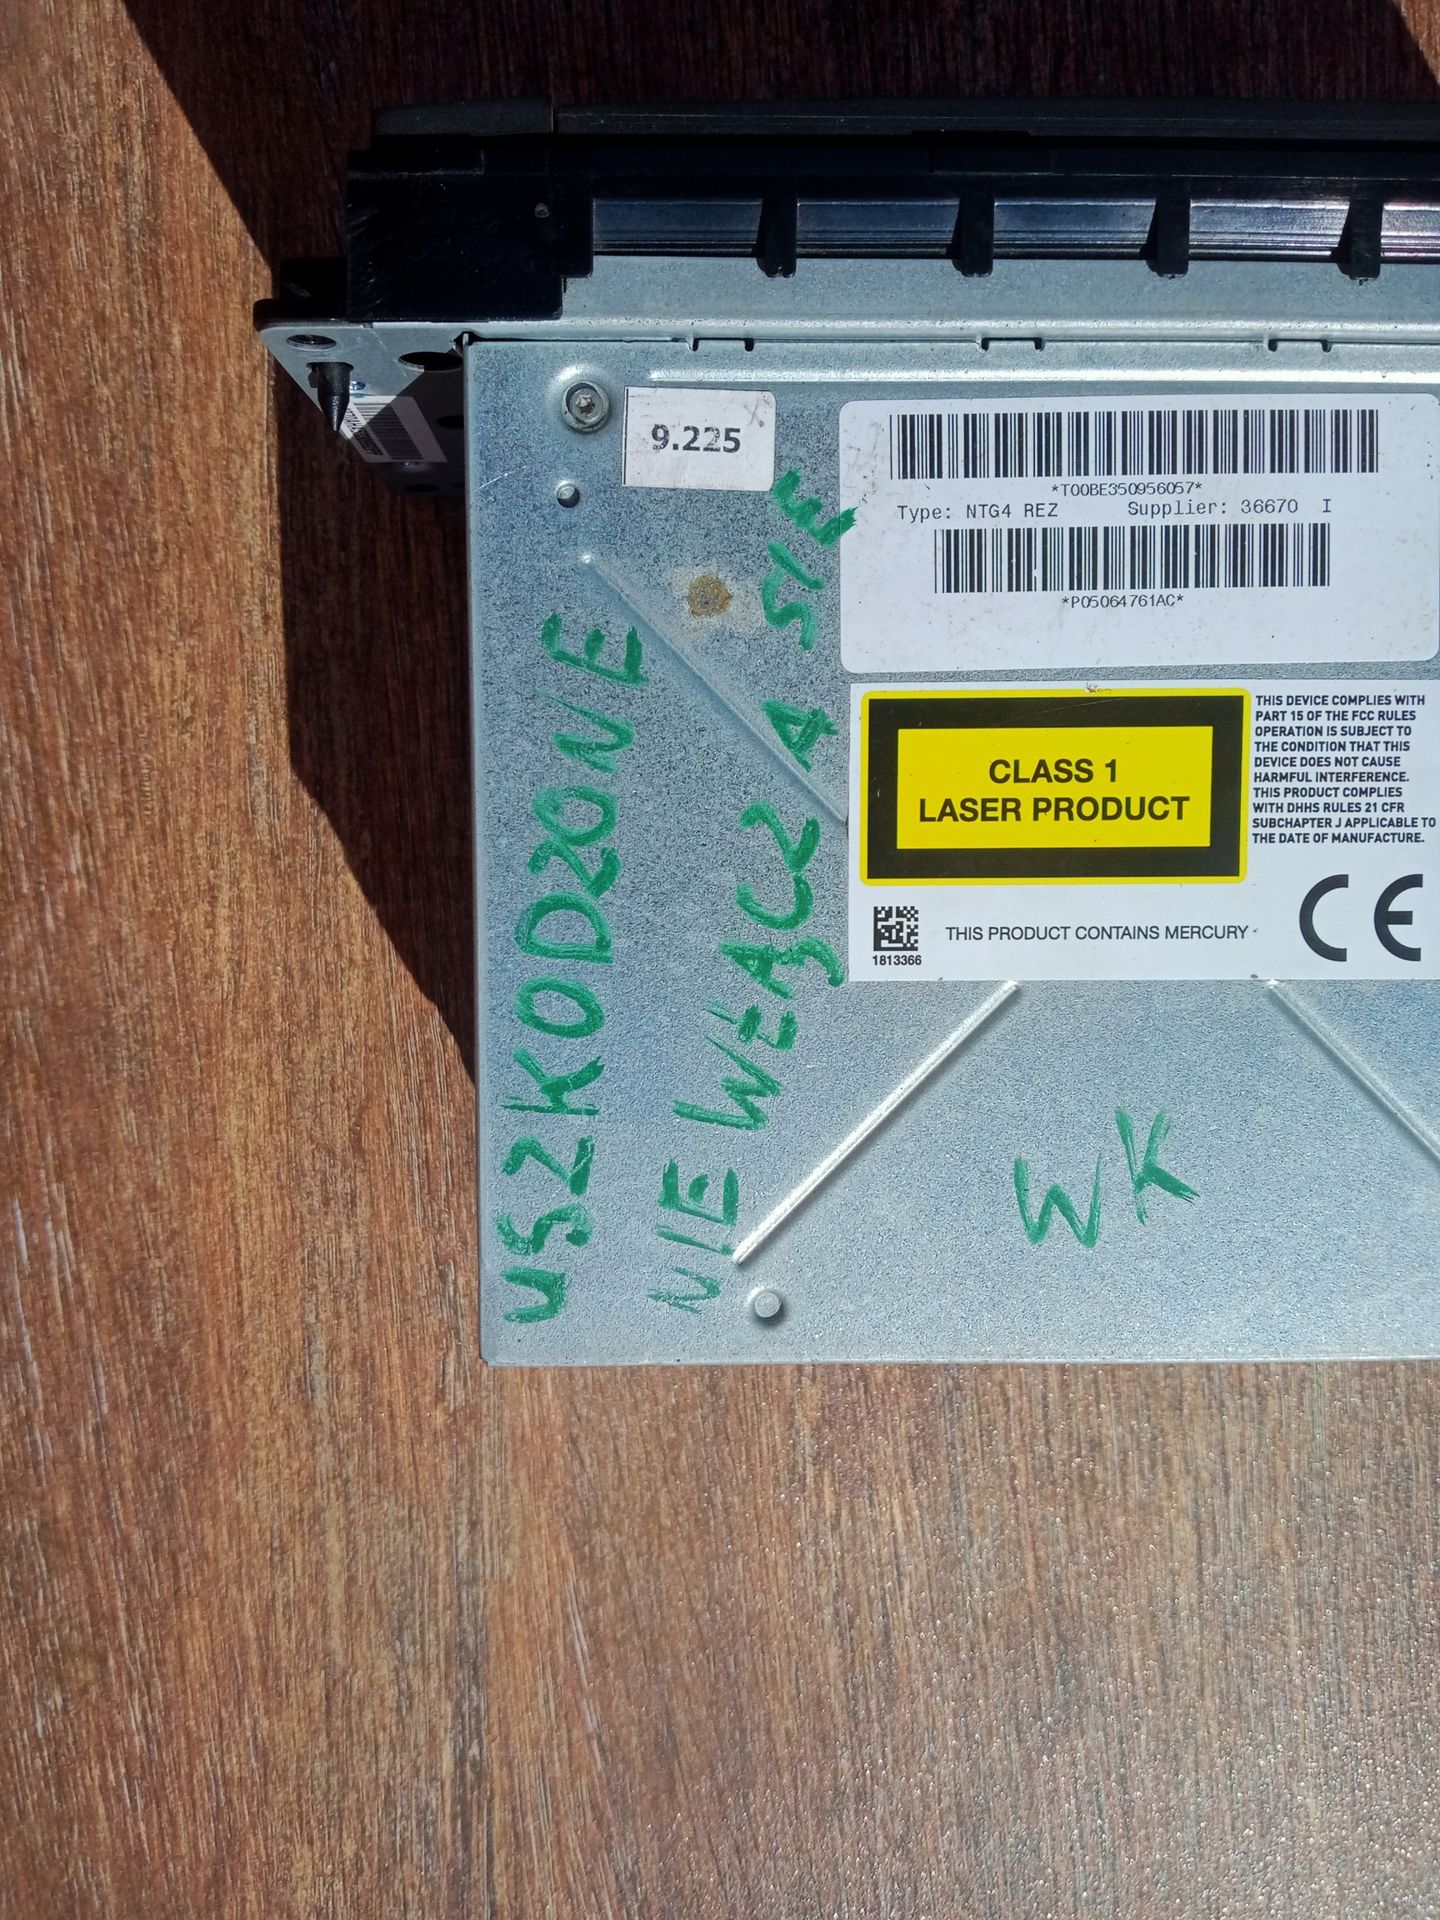 9.225
*T00BE350956057*
Type: NTG4 REZ Supplier: 36670 I
*P05064761AC*
CLASS 1
LASER PRODUCT
THIS DEVICE COMPLIES WITH
PART 15 OF THE FCC RULES
OPERATION IS SUBJECT TO
THE CONDITION THAT THIS
DEVICE DOES NOT CAUSE
HARMFUL INTERFERENCE.
THIS PRODUCT COMPLIES
WITH DHHS RULES 21 CFR
SUBCHAPTER J APPLICABLE TO
THE DATE OF MANUFACTURE.
1813366
THIS PRODUCT CONTAINS MERCURY
CE
USZKODZONE
NIE WŁĄCZA SIE
WK